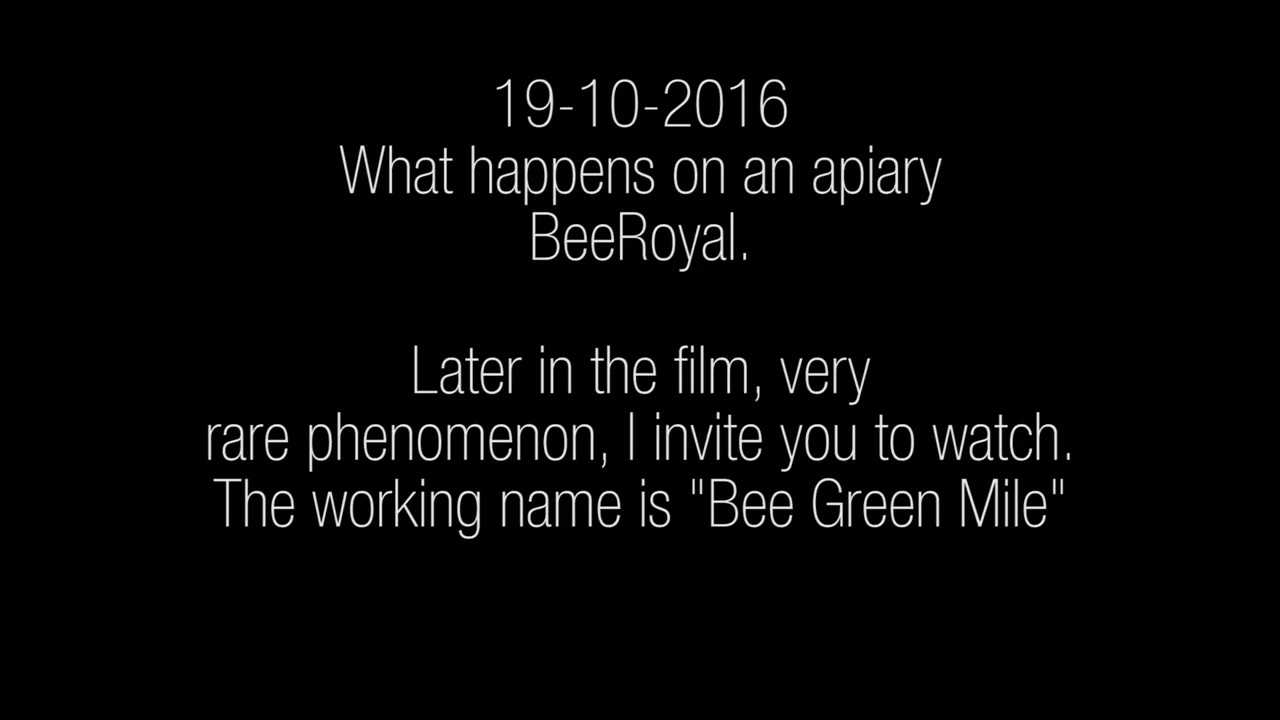 19-10-2016
What happens on an apiary
BeeRoyal.
Later in the film, very
rare phenomenon, I invite you to watch.
The working name is "Bee Green Mile"